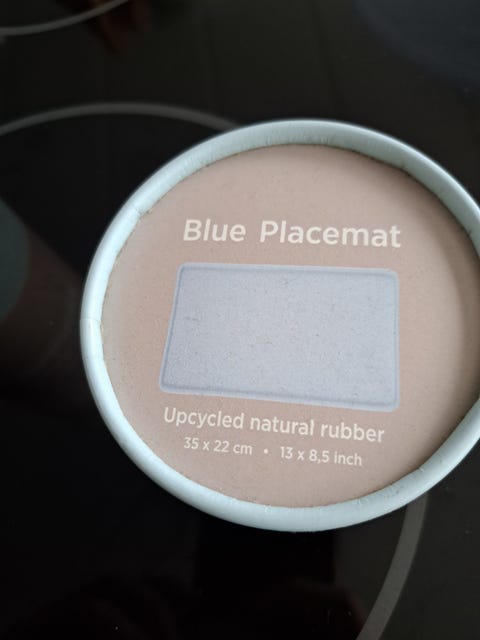 Blue Placemat
Upcycled natural rubber
35 x 22 cm • 13 x 8,5 inch